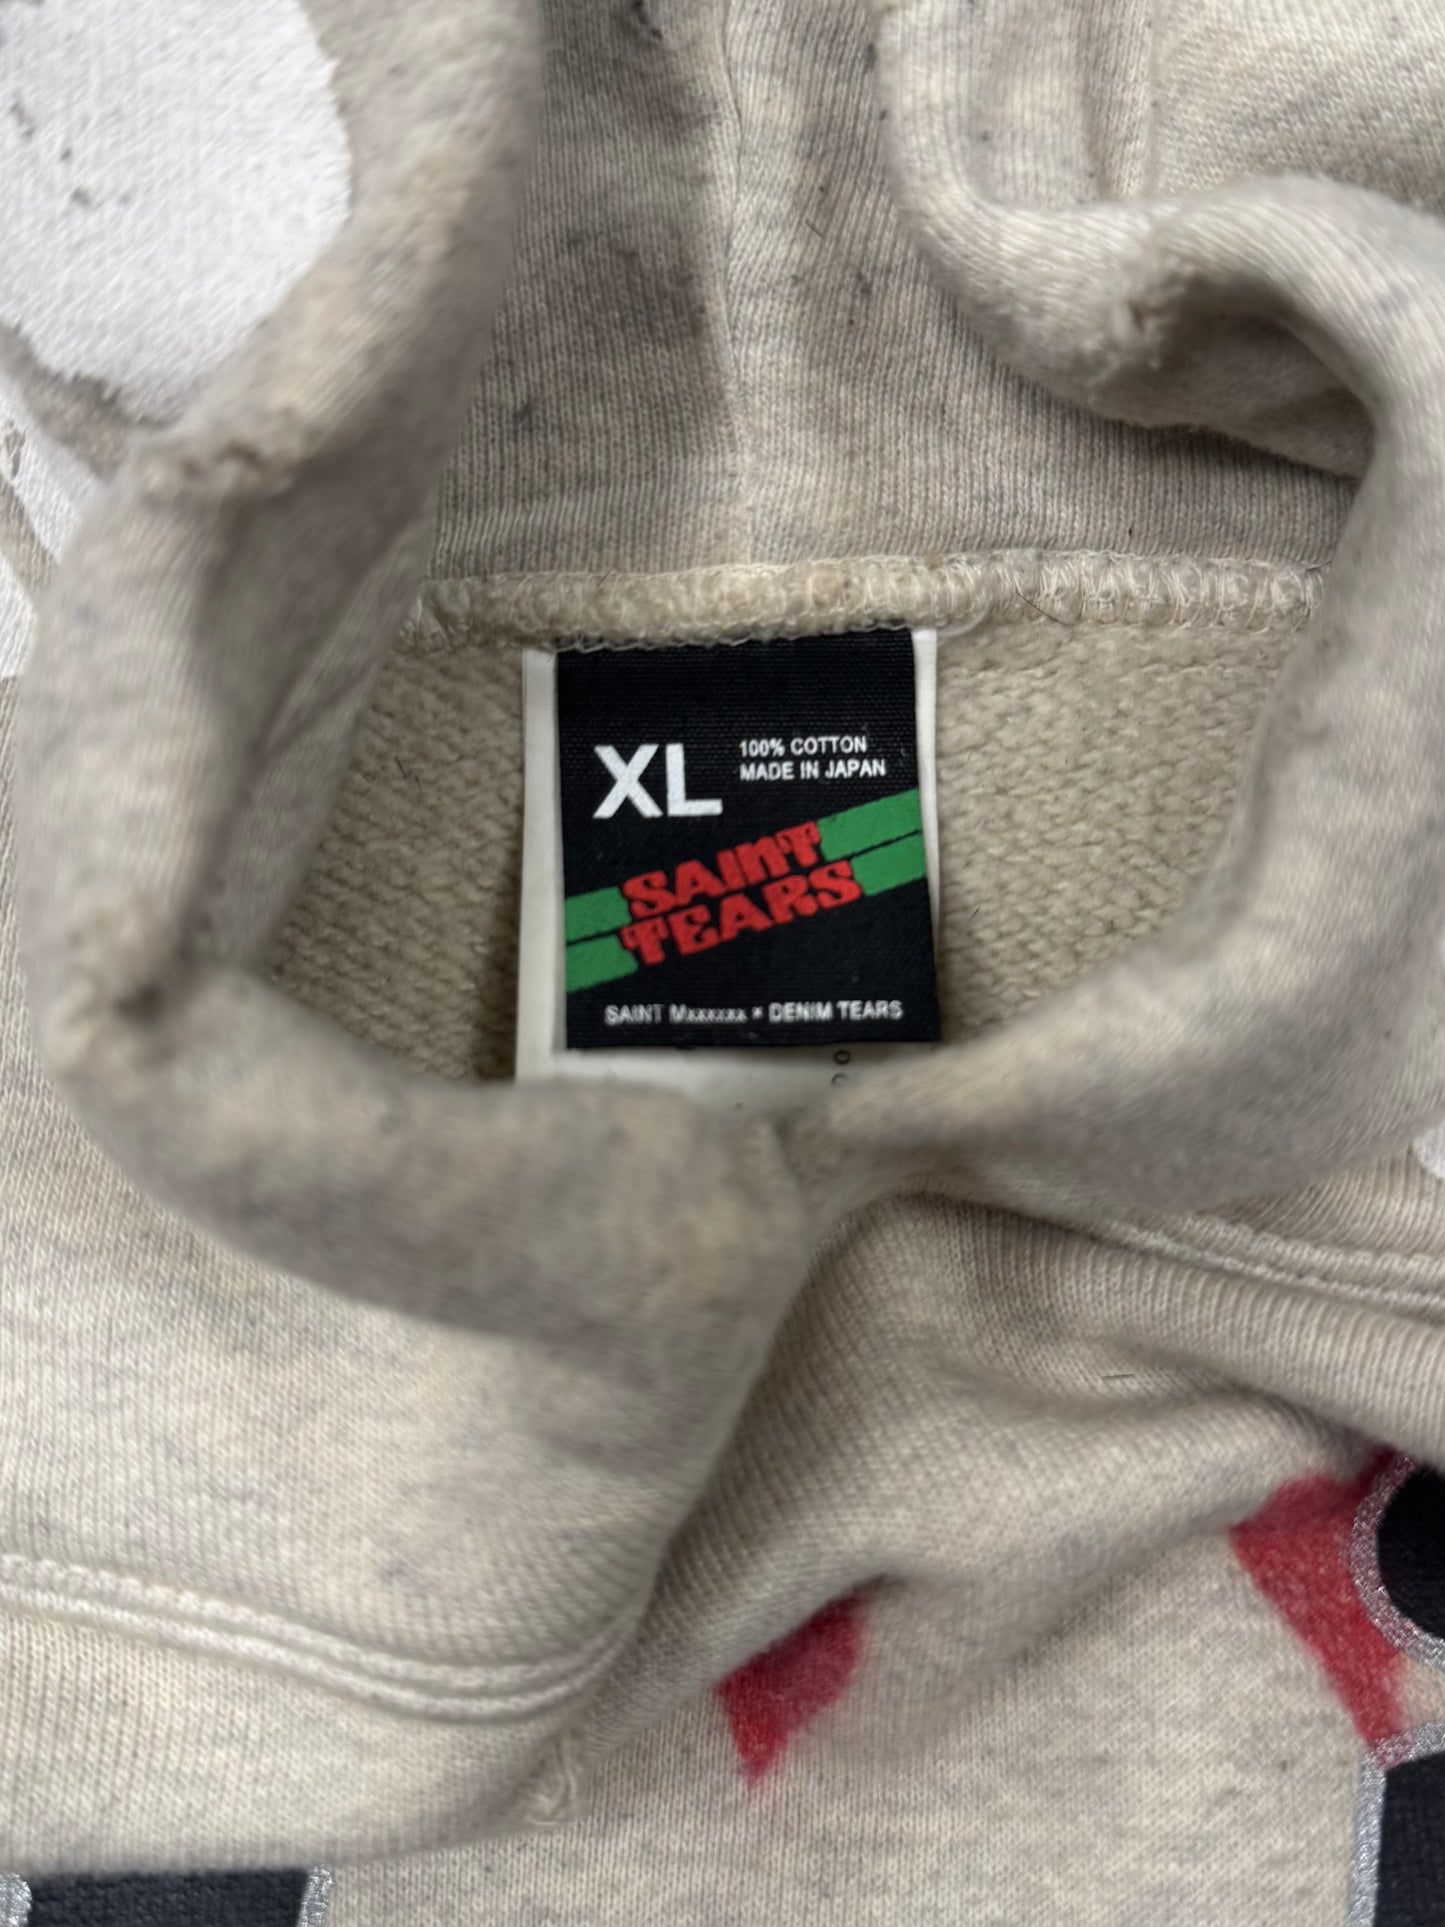 XL
100% COTTON
MADE IN JAPAN
SAINT
TEARS
SAINT Mxxxxxx * DENIM TEARS